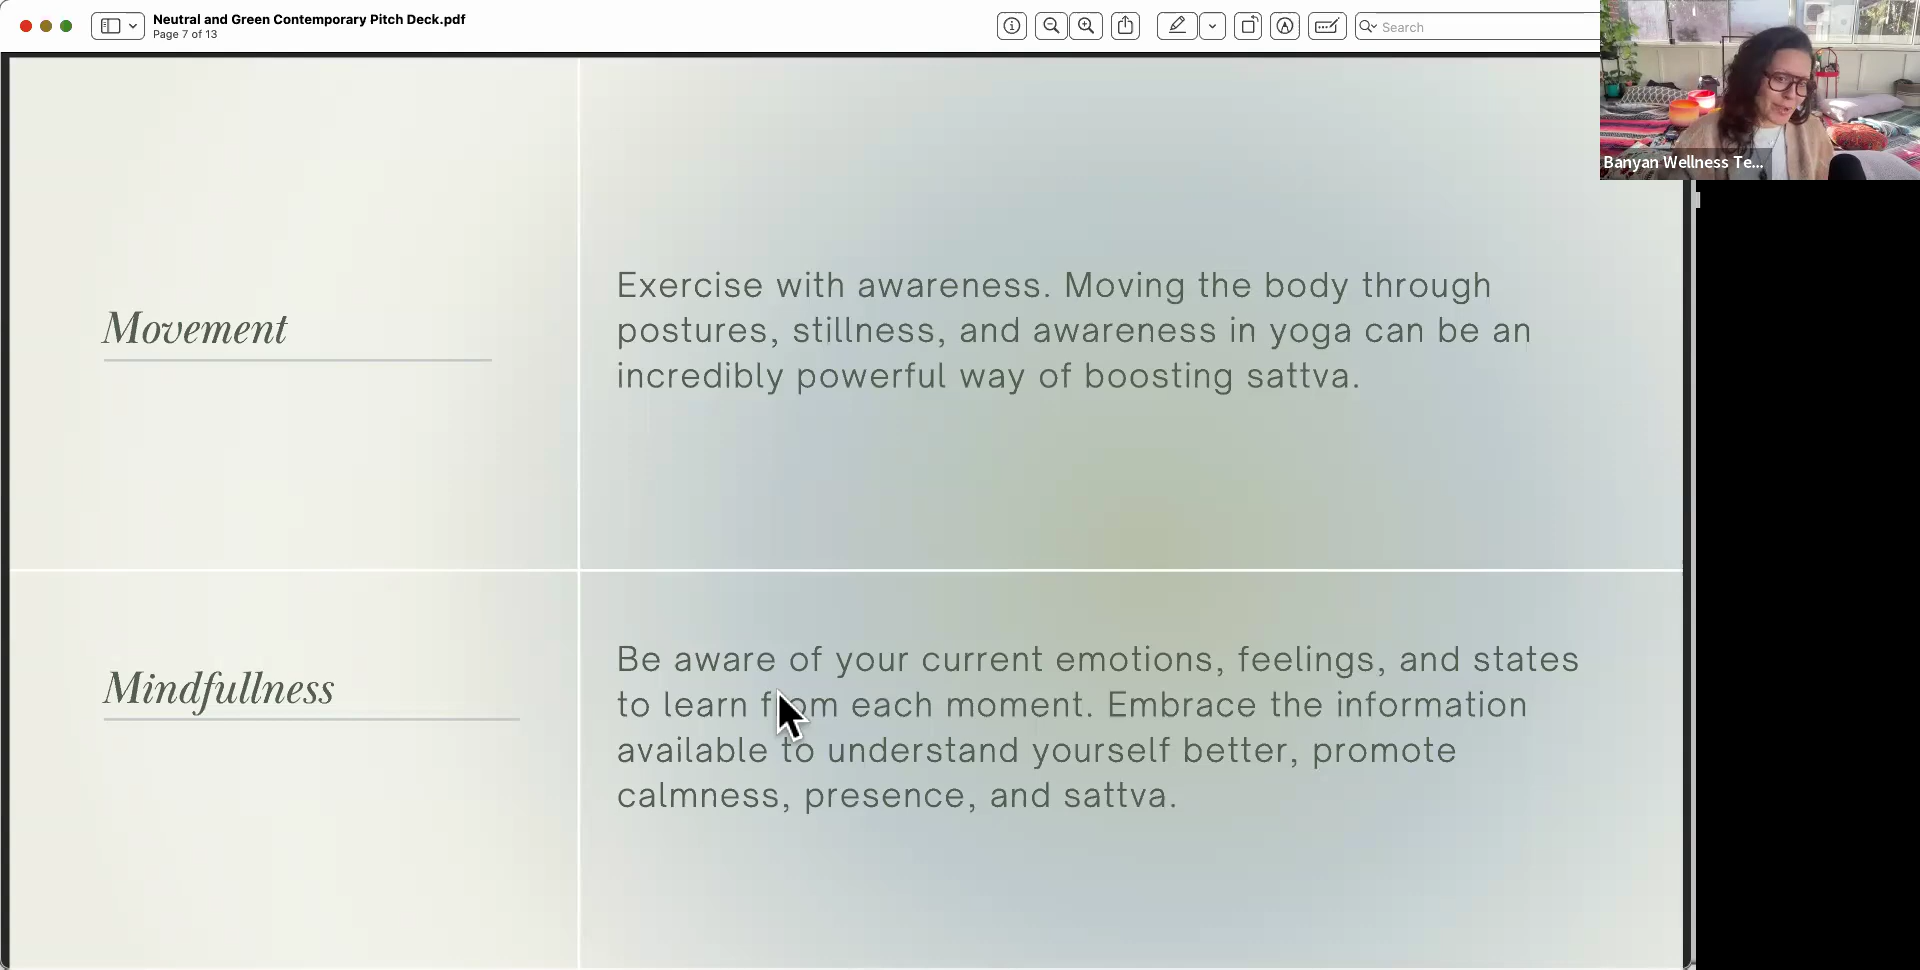 Neutral and Green Contemporary Pitch Deck.pdf
Page 7 of 13
Search
Banyan Wellness Te...
Movement
Exercise with awareness. Moving the body through
postures, stillness, and awareness in yoga can be an
incredibly powerful way of boosting sattva.
Mindfullness
Be aware of your current emotions, feelings, and states
to learn from each moment. Embrace the information
available to understand yourself better, promote
calmness, presence, and sattva.